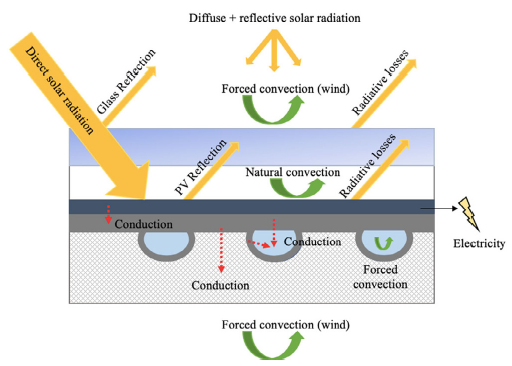 Diffuse + reflective solar radiation
Direct solar radiation
Glass Reflection
Forced convection (wind)
Radiative losses
PV Reflection
Natural convection
Radiative losses
Conduction
Conduction
Electricity
Forced
convection
Conduction
Forced convection (wind)